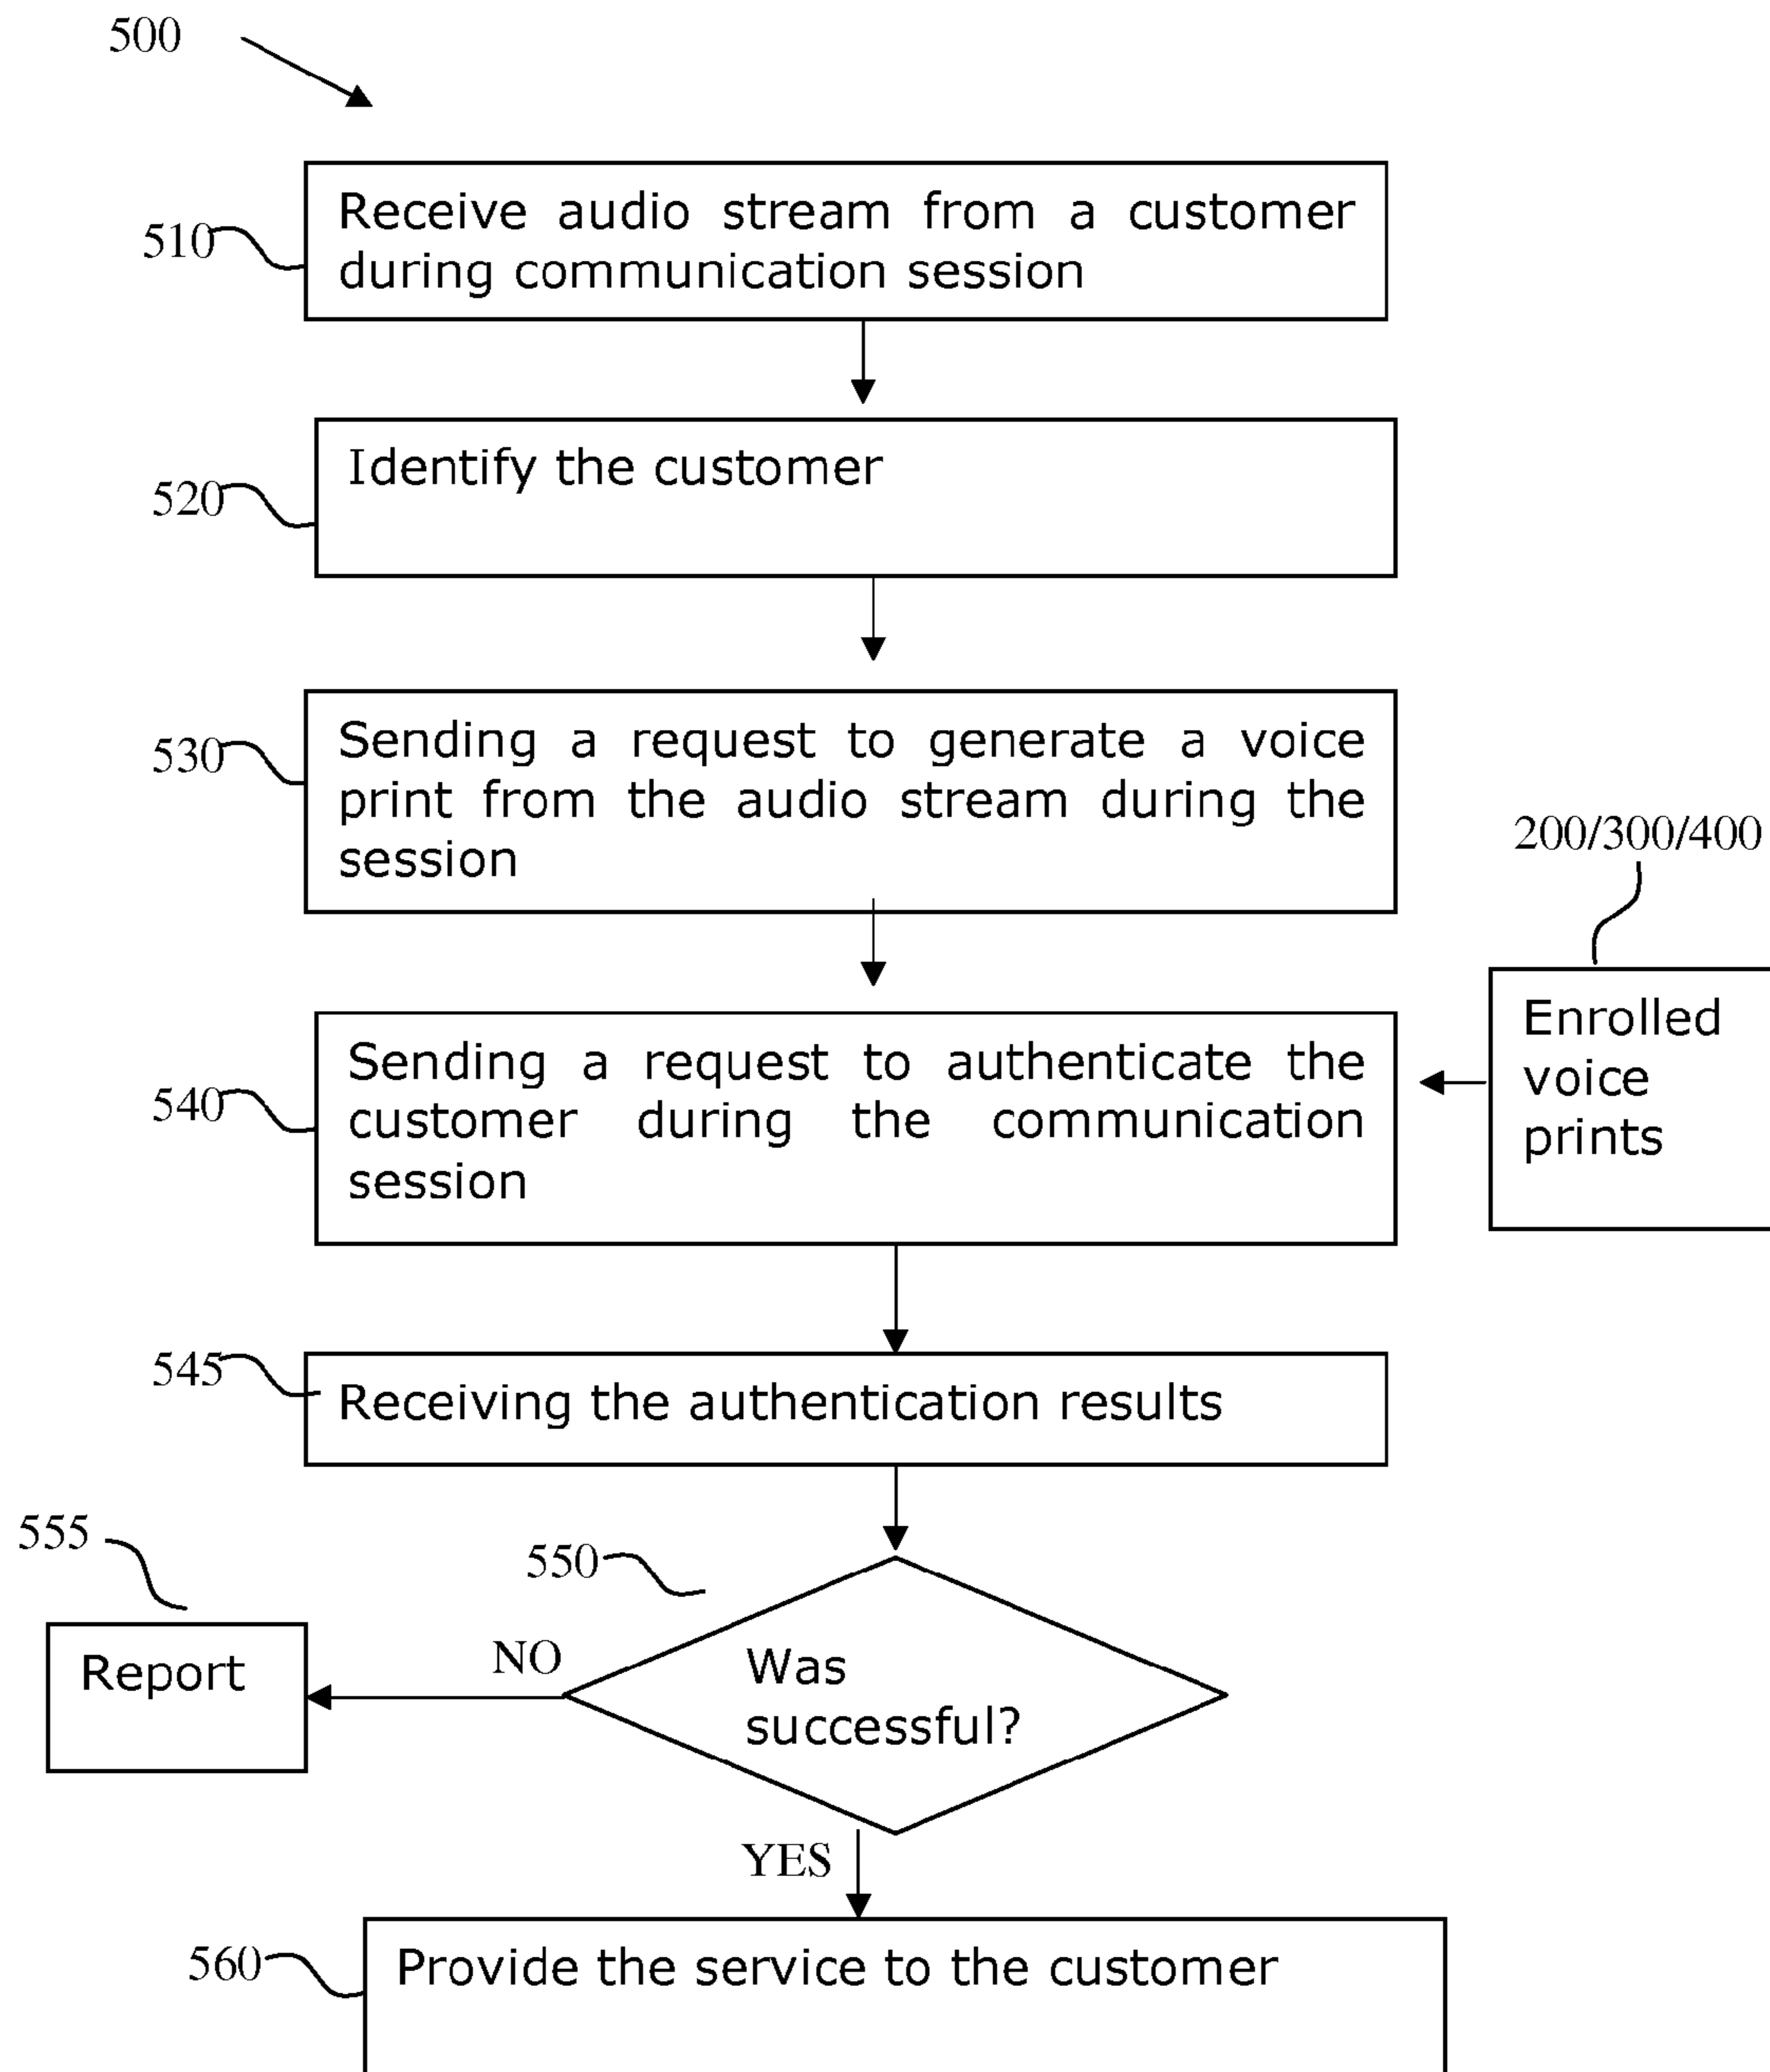 500
510
Receive audio stream from a customer
during communication session
520
Identify the customer
530
Sending a request to generate a voice
print from the audio stream during the
session
200/300/400
Enrolled
voice
prints
540
Sending a request to authenticate the
customer during the communication
session
545
Receiving the authentication results
555
550
Report
NO
Was
successful?
YES
560
Provide the service to the customer